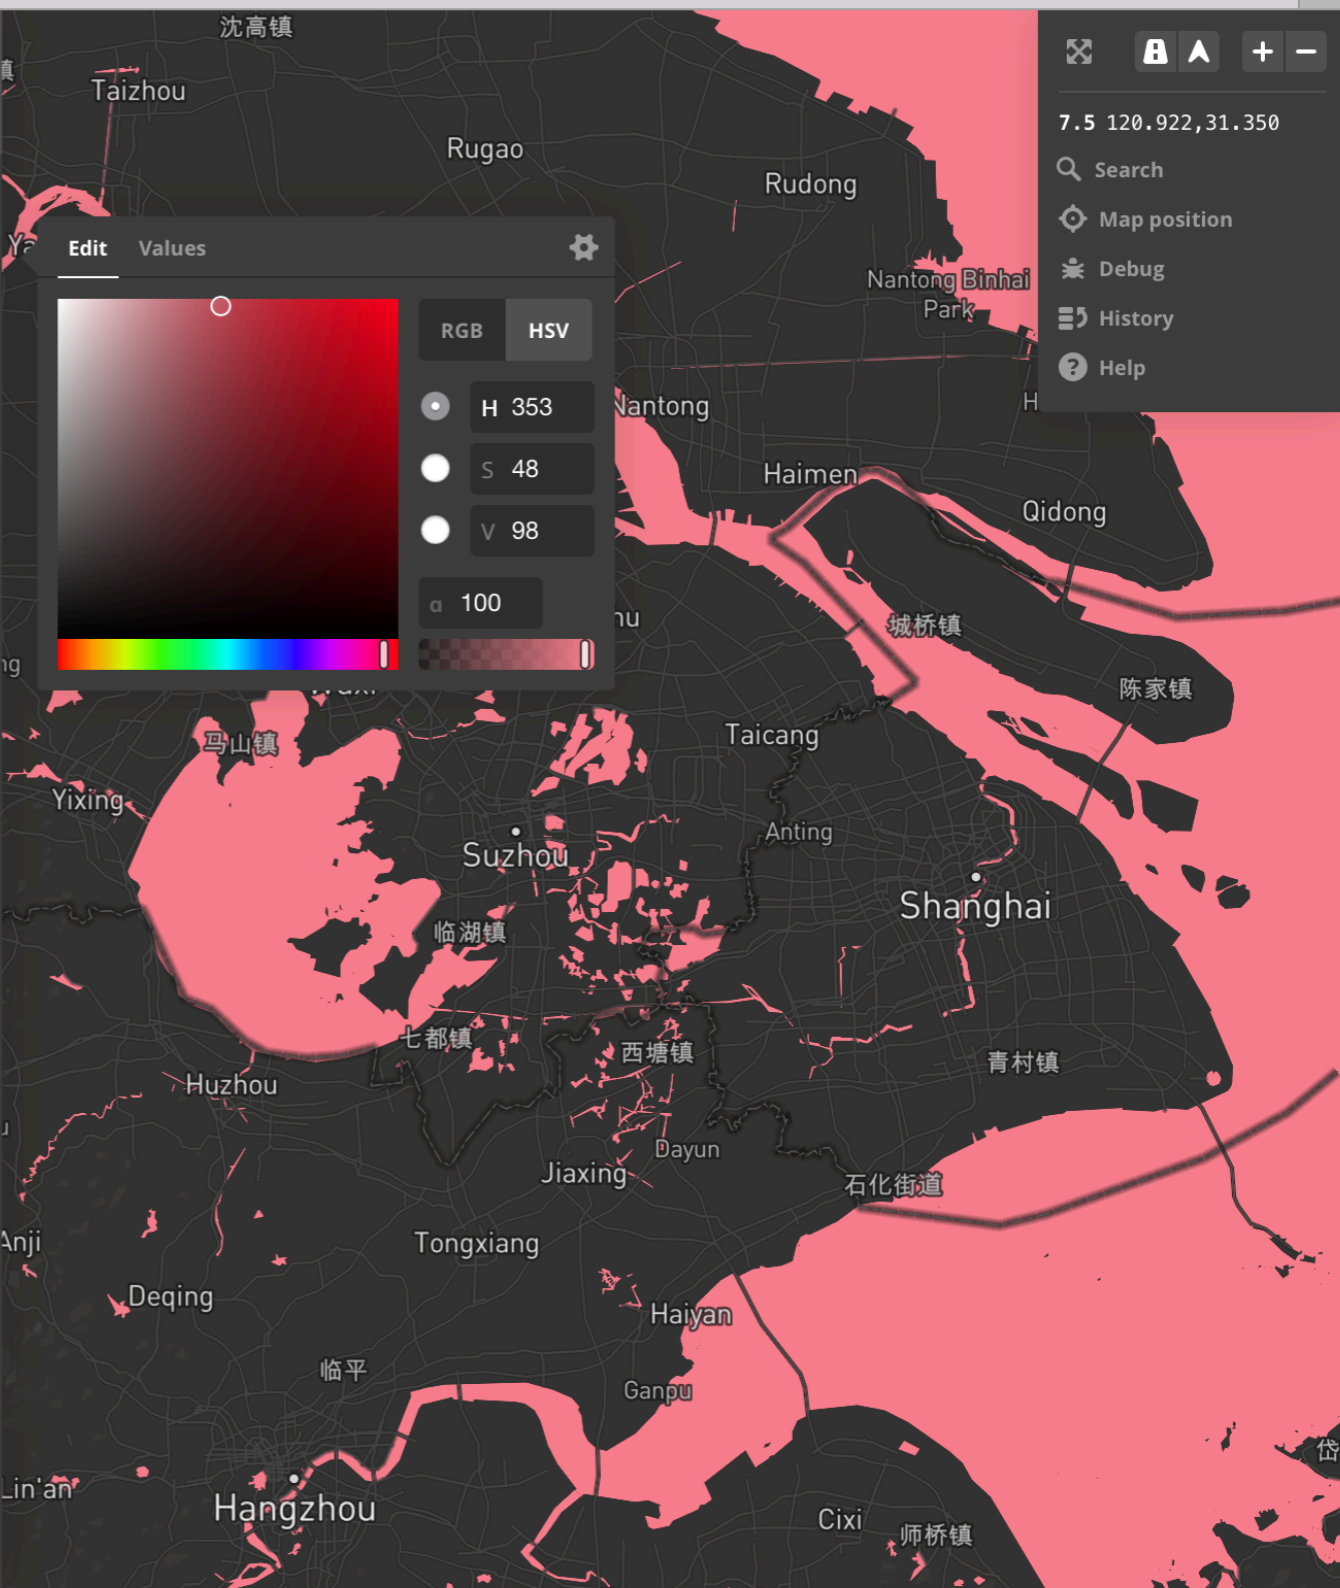 沈高镇
镇
Taizhou
Rugao
Rudong
Nantong Binhai
Park
7.5 120.922,31.350
Search
Map position
Debug
History
Help
Edit
Values
RGB
HSV
H 353
S 48
V 98
α 100
Nantong
Haimen
Qidong
城桥镇
陈家镇
马山镇
Taicang
Yixing
Anting
Suzhou
Shanghai
临湖镇
七都镇
西塘镇
青村镇
Huzhou
Dayun
Jiaxing
石化街道
Anji
Tongxiang
Deqing
Haiyan
临平
Ganpu
岱
Lin'an
Hangzhou
Cixi
师桥镇